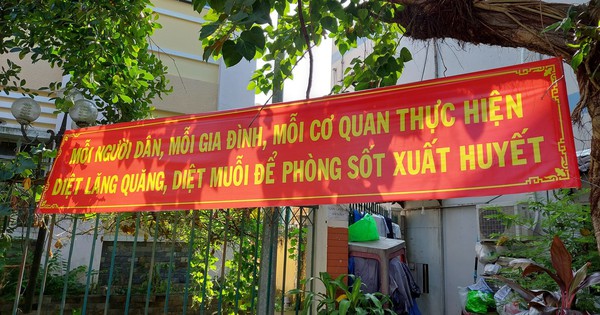 MỖI NGƯỜI DÂN, MỖI GIA ĐÌNH, MỖI CƠ QUAN THỰC HIỆN
DIỆT LĂNG QUĂNG, DIỆT MUỖI ĐỂ PHÒNG SỐT XUẤT HUYẾT